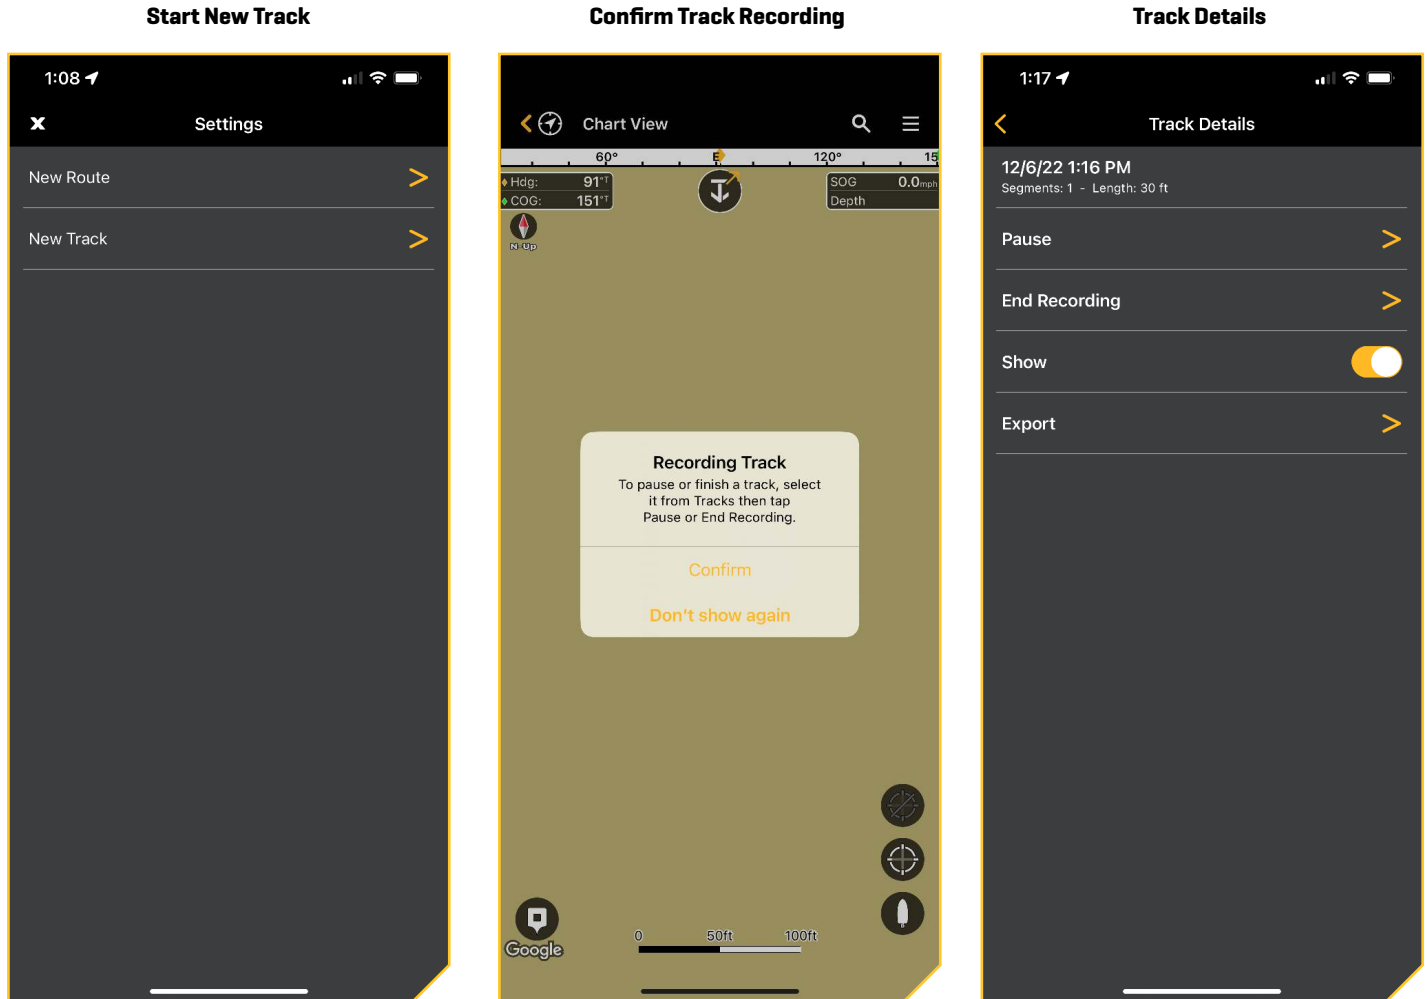 Start New Track
Confirm Track Recording
Track Details
1:08
Settings
New Route
New Track
Chart View
60° E 120° 15
Hdg: 91°T
COG: 151°T
SOG 0.0mph
Depth
N-Up
Recording Track
To pause or finish a track, select
it from Tracks then tap
Pause or End Recording.
Confirm
Don't show again
Google
0 50ft 100ft
1:17
Track Details
12/6/22 1:16 PM
Segments: 1 - Length: 30 ft
Pause
End Recording
Show
Export